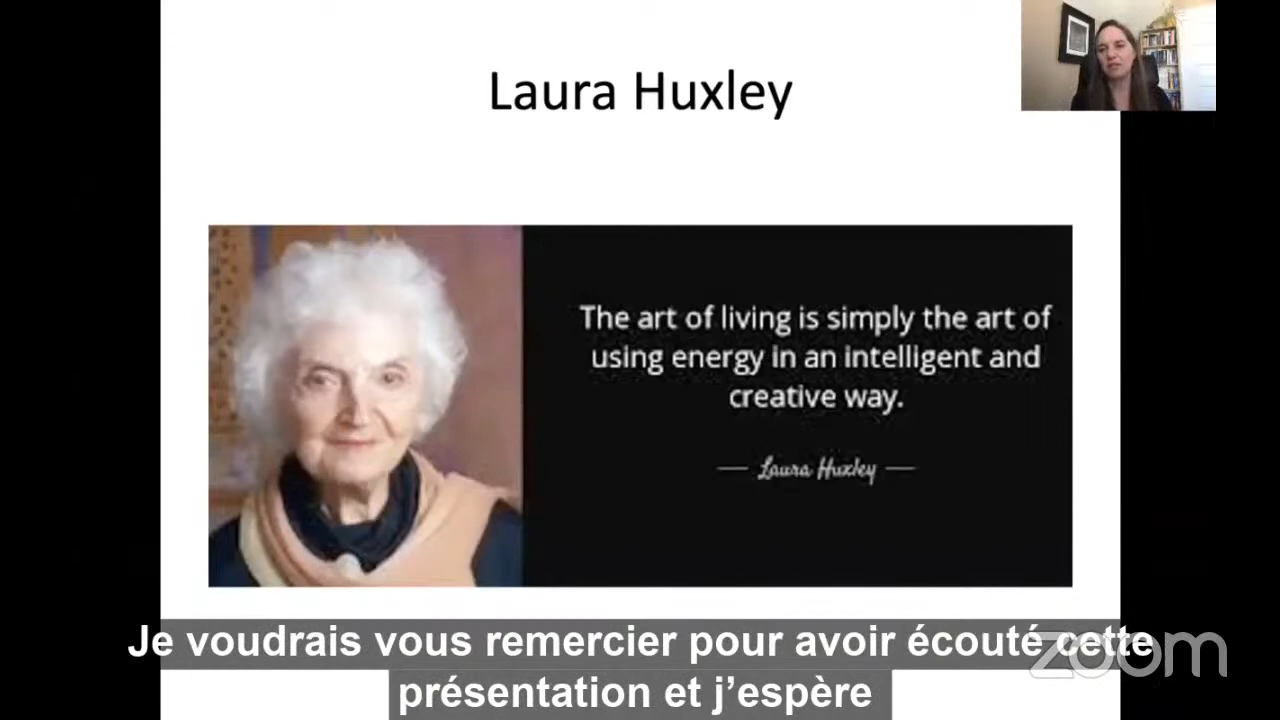 Laura Huxley
The art of living is simply the art of
using energy in an intelligent and
creative way.
Laura Huxley
Je voudrais vous remercier pour avoir écouté cette
présentation et j’espère
zoom